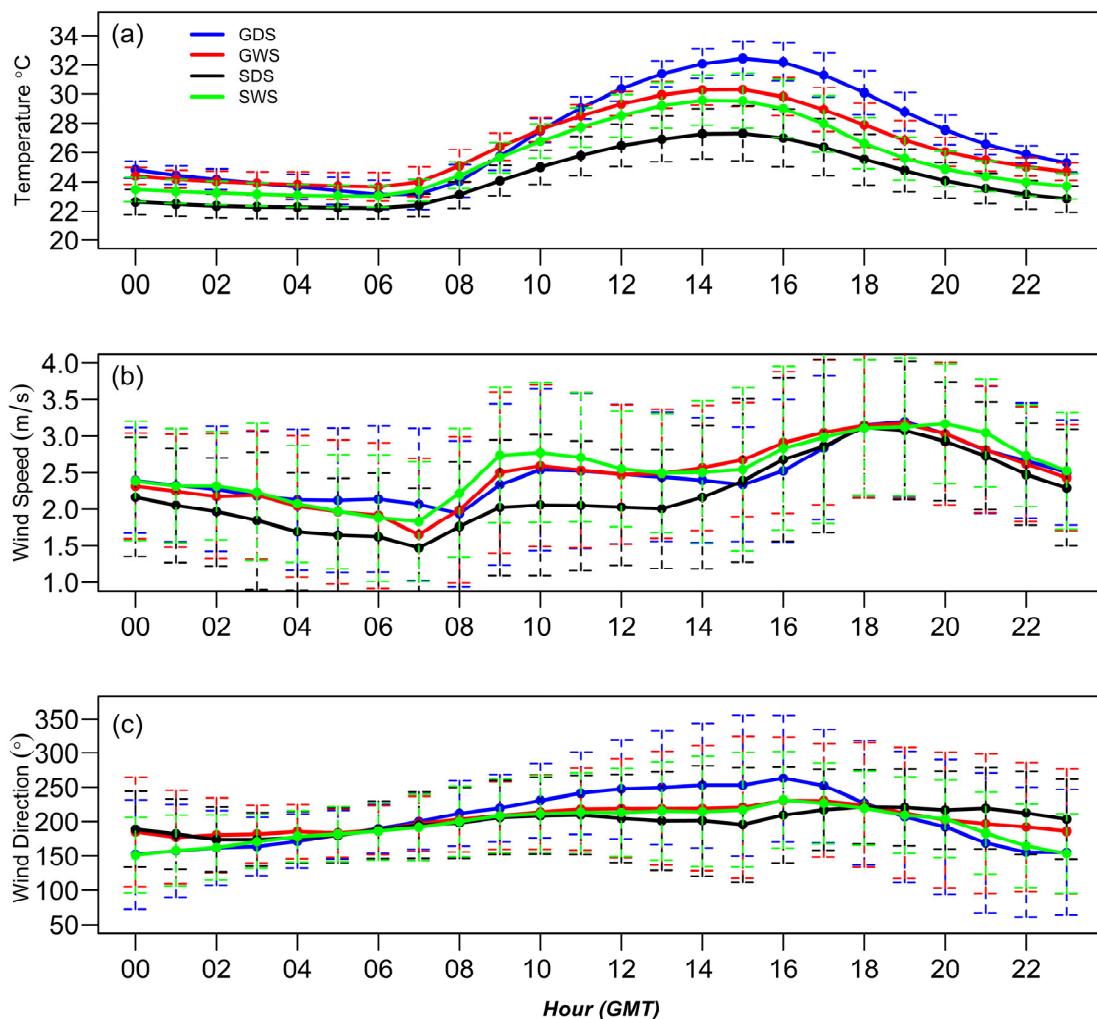 (a)
GDS
GWS
SDS
SWS
Temperature °C
34
32
30
28
26
24
22
20
00 02 04 06 08 10 12 14 16 18 20 22
(b)
Wind Speed (m/s)
4.0
3.5
3.0
2.5
2.0
1.5
1.0
00 02 04 06 08 10 12 14 16 18 20 22
(c)
Wind Direction (°)
350
300
250
200
150
100
50
00 02 04 06 08 10 12 14 16 18 20 22
Hour (GMT)